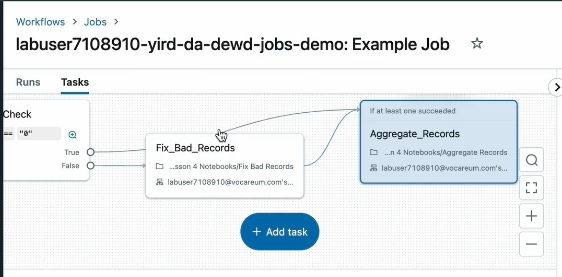 Workflows > Jobs >
labuser7108910-yird-da-dewd-jobs-demo: Example Job
Runs Tasks
Check
== "0"
True
False
Fix_Bad_Records
...sson 4 Notebooks/Fix Bad Records
labuser7108910@vocareum.com's...
If at least one succeeded
Aggregate_Records
...n 4 Notebooks/Aggregate Records
labuser7108910@vocareum.com's...
+ Add task